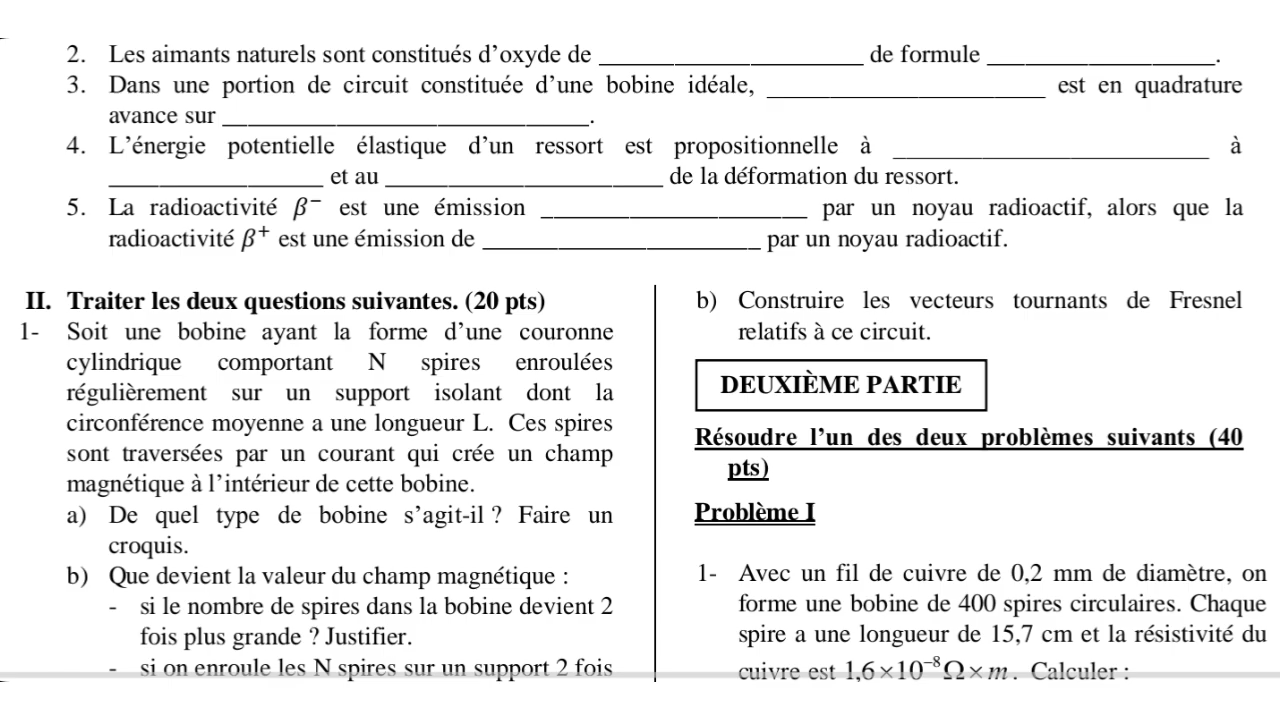 2. Les aimants naturels sont constitués d’oxyde de _____________________ de formule __________________.
3. Dans une portion de circuit constituée d’une bobine idéale, ______________________ est en quadrature
avance sur _____________________________.
4. L’énergie potentielle élastique d’un ressort est propositionnelle à _________________________ à
_________________ et au ______________________ de la déformation du ressort.
5. La radioactivité β⁻ est une émission _____________________ par un noyau radioactif, alors que la
radioactivité β⁺ est une émission de ______________________ par un noyau radioactif.
II. Traiter les deux questions suivantes. (20 pts)
1- Soit une bobine ayant la forme d’une couronne
cylindrique comportant N spires enroulées
régulièrement sur un support isolant dont la
circonférence moyenne a une longueur L. Ces spires
sont traversées par un courant qui crée un champ
magnétique à l’intérieur de cette bobine.
a) De quel type de bobine s’agit-il ? Faire un
croquis.
b) Que devient la valeur du champ magnétique :
- si le nombre de spires dans la bobine devient 2
fois plus grande ? Justifier.
- si on enroule les N spires sur un support 2 fois
b) Construire les vecteurs tournants de Fresnel
relatifs à ce circuit.
DEUXIÈME PARTIE
Résoudre l’un des deux problèmes suivants (40
pts)
Problème I
1- Avec un fil de cuivre de 0,2 mm de diamètre, on
forme une bobine de 400 spires circulaires. Chaque
spire a une longueur de 15,7 cm et la résistivité du
cuivre est 1,6×10⁻⁸Ω×m. Calculer :